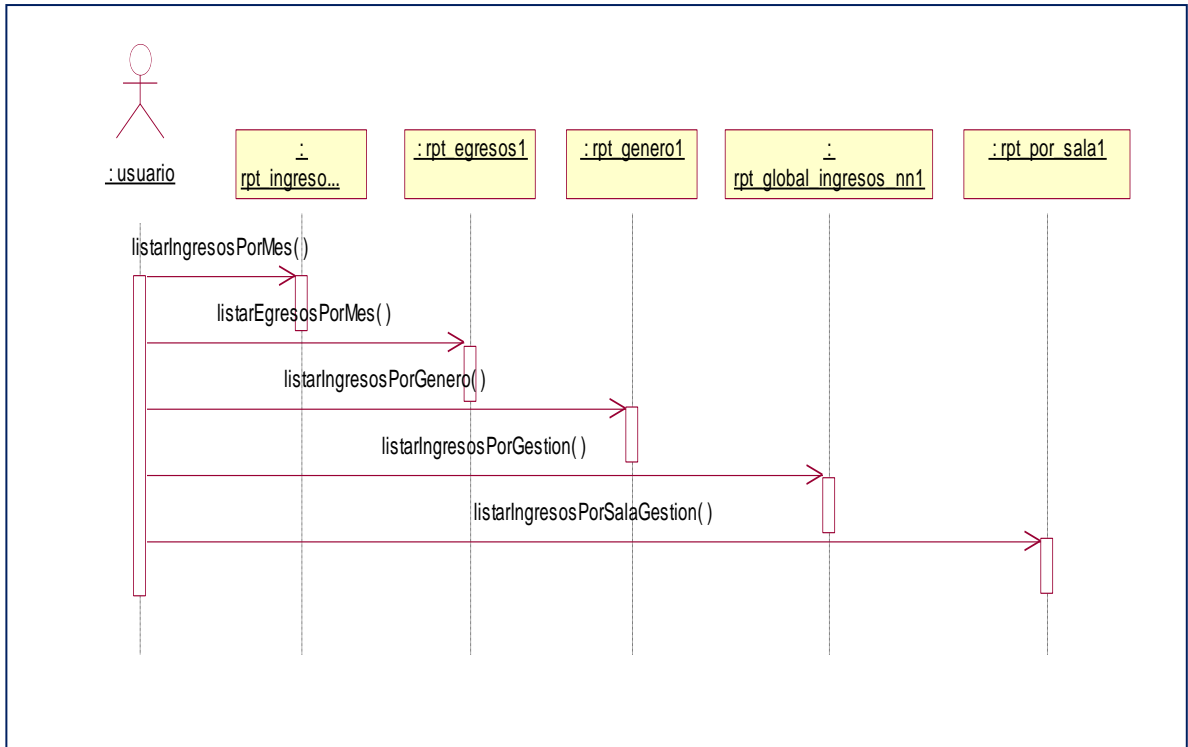 : usuario
:
rpt_ingreso...
: rpt_egresos1
: rpt_genero1
:
rpt_global_ingresos_nn1
: rpt_por_sala1
listarIngresosPorMes( )
listarEgresosPorMes( )
listarIngresosPorGenero( )
listarIngresosPorGestion( )
listarIngresosPorSalaGestion( )